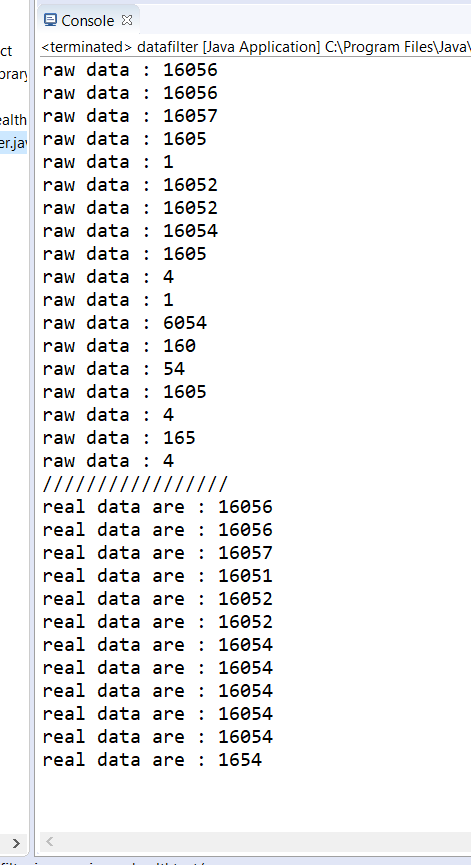 Console
<terminated> datafilter [Java Application] C:\Program Files\Java\
ct
brary
ealth
er.jav
raw data : 16056
raw data : 16056
raw data : 16057
raw data : 1605
raw data : 1
raw data : 16052
raw data : 16052
raw data : 16054
raw data : 1605
raw data : 4
raw data : 1
raw data : 6054
raw data : 160
raw data : 54
raw data : 1605
raw data : 4
raw data : 165
raw data : 4
/////////////////
real data are : 16056
real data are : 16056
real data are : 16057
real data are : 16051
real data are : 16052
real data are : 16052
real data are : 16054
real data are : 16054
real data are : 16054
real data are : 16054
real data are : 16054
real data are : 1654